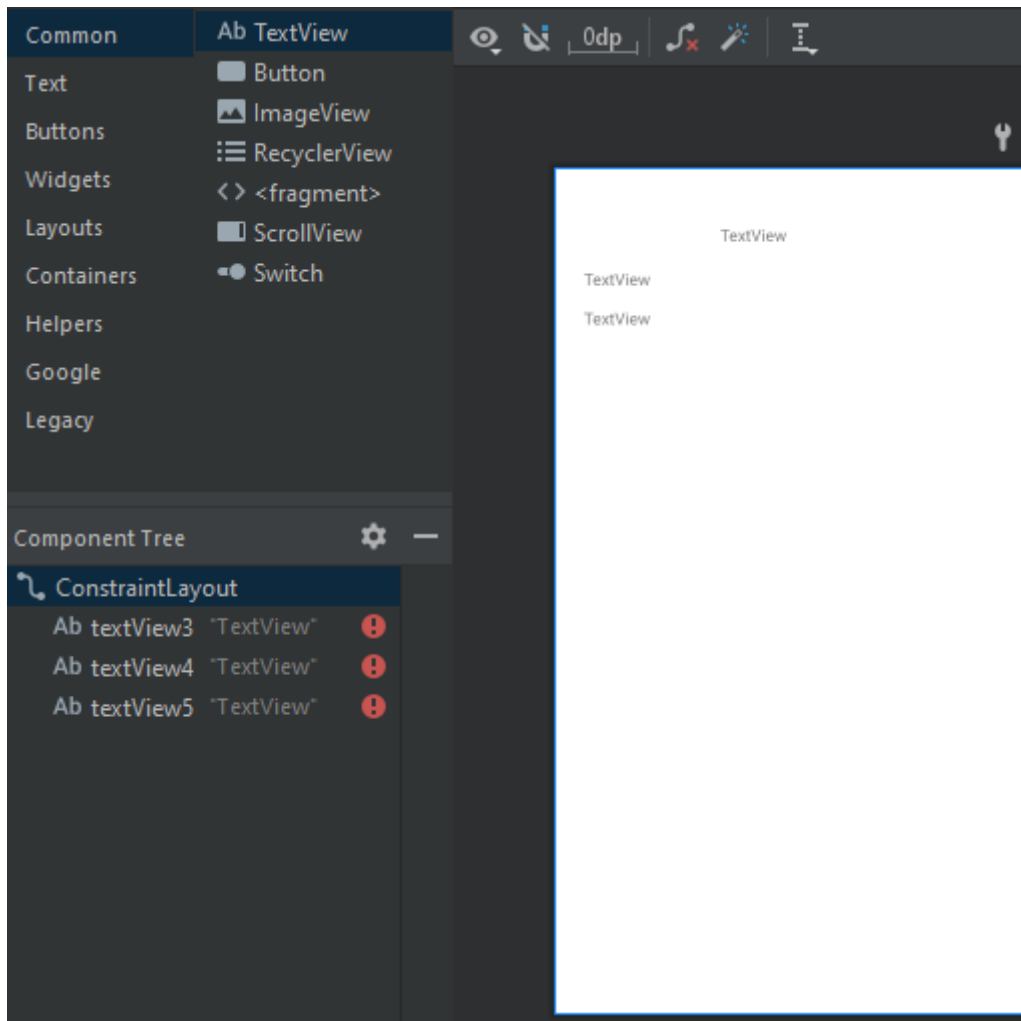 Common
Text
Buttons
Widgets
Layouts
Containers
Helpers
Google
Legacy
Ab TextView
Button
ImageView
RecyclerView
<fragment>
ScrollView
Switch
0dp
TextView
TextView
TextView
Component Tree
ConstraintLayout
Ab textView3 "TextView"
Ab textView4 "TextView"
Ab textView5 "TextView"